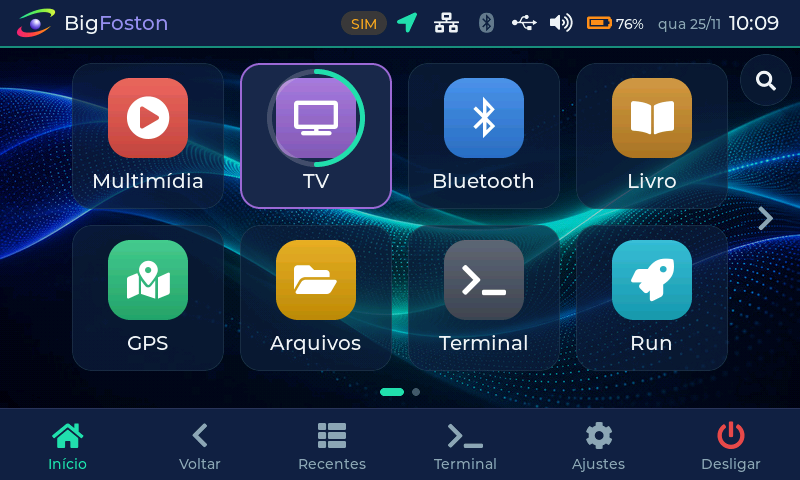 BigFoston
SIM
76%
qua 25/11
10:09
Multimídia
TV
Bluetooth
Livro
GPS
Arquivos
Terminal
Run
Início
Voltar
Recentes
Terminal
Ajustes
Desligar